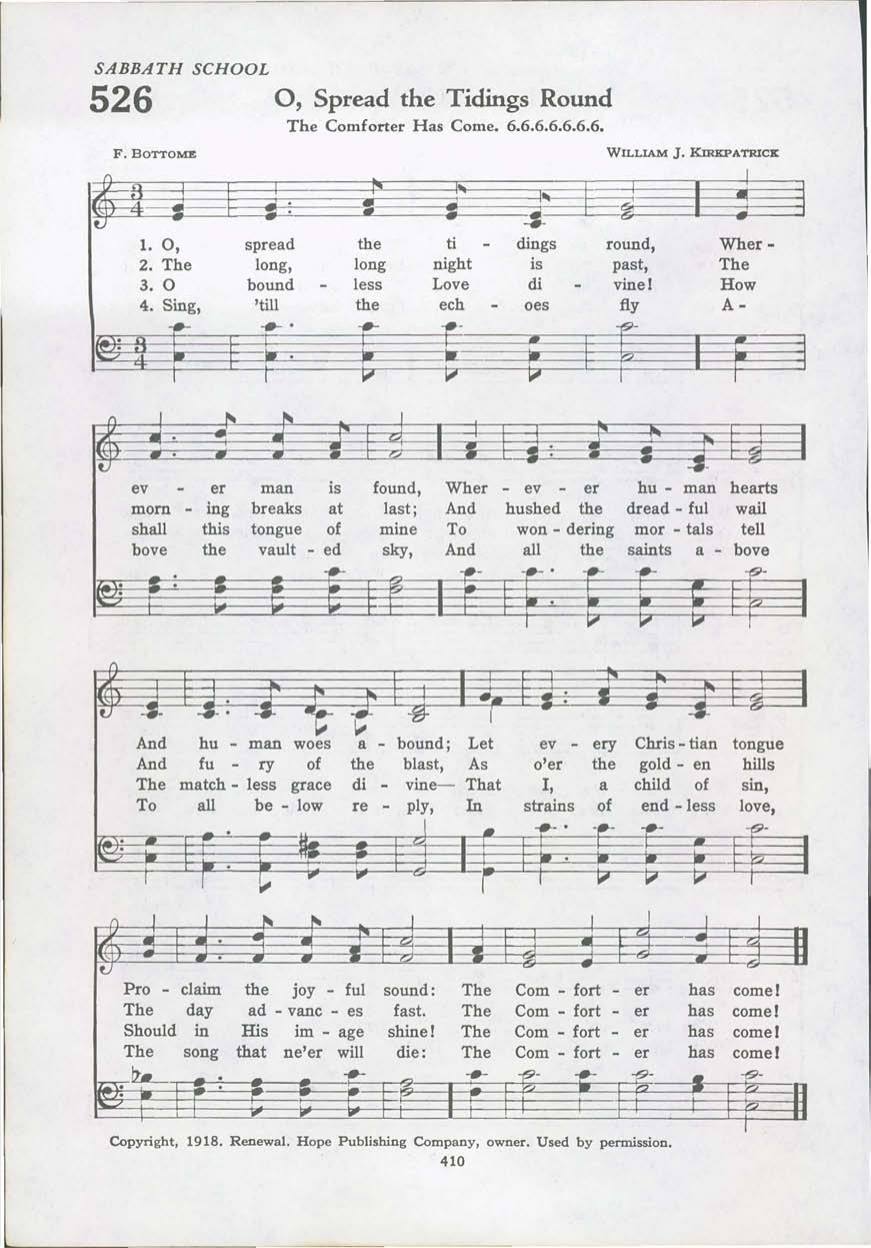 SABBATH SCHOOL
526
O, Spread the Tidings Round
The Comforter Has Come. 6.6.6.6.6.6.6.
F. BOTTOME
WILLIAM J. KIRKPATRICK
3
4
1. O, spread the ti - dings round, Wher -
2. The long, long night is past, The
3. O bound - less Love di - vine! How
4. Sing, 'till the ech - oes fly A -
3
4
ev - er man is found, Wher - ev - er hu - man hearts
morn - ing breaks at last; And hushed the dread - ful wail
shall this tongue of mine To won - dering mor - tals tell
bove the vault - ed sky, And all the saints a - bove
And hu - man woes a - bound; Let ev - ery Chris - tian tongue
And fu - ry of the blast, As o'er the gold - en hills
The match - less grace di - vine— That I, a child of sin,
To all be - low re - ply, In strains of end - less love,
Pro - claim the joy - ful sound: The Com - fort - er has come!
The day ad - vanc - es fast. The Com - fort - er has come!
Should in His im - age shine! The Com - fort - er has come!
The song that ne'er will die: The Com - fort - er has come!
Copyright, 1918. Renewal. Hope Publishing Company, owner. Used by permission.
410